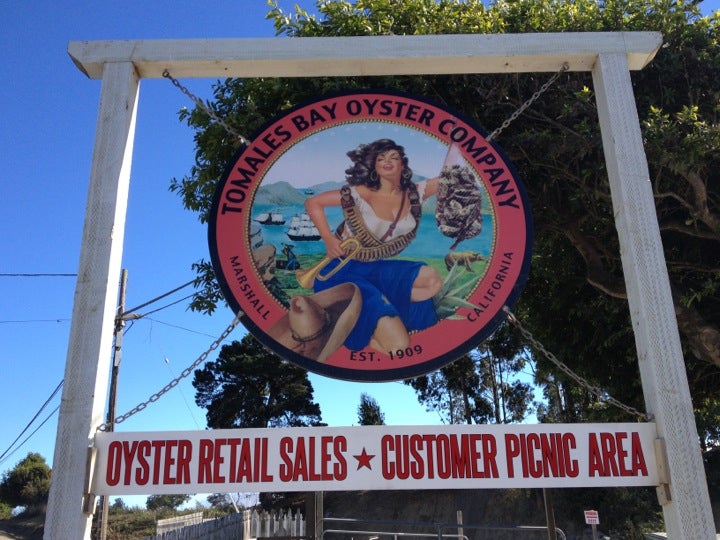 TOMALES BAY OYSTER COMPANY
MARSHALL
CALIFORNIA
EST. 1909
OYSTER RETAIL SALES ★ CUSTOMER PICNIC AREA